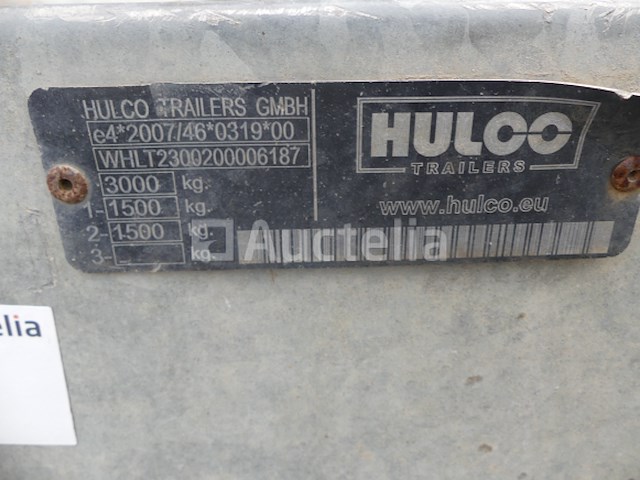 HULCO TRAILERS GMBH
e4*2007/46*0319*00
WHLT2300200006187
3000 kg.
1- 1500 kg.
2- 1500 kg.
3- kg.
HULCO
TRAILERS
www.hulco.eu
Auctelia
elia